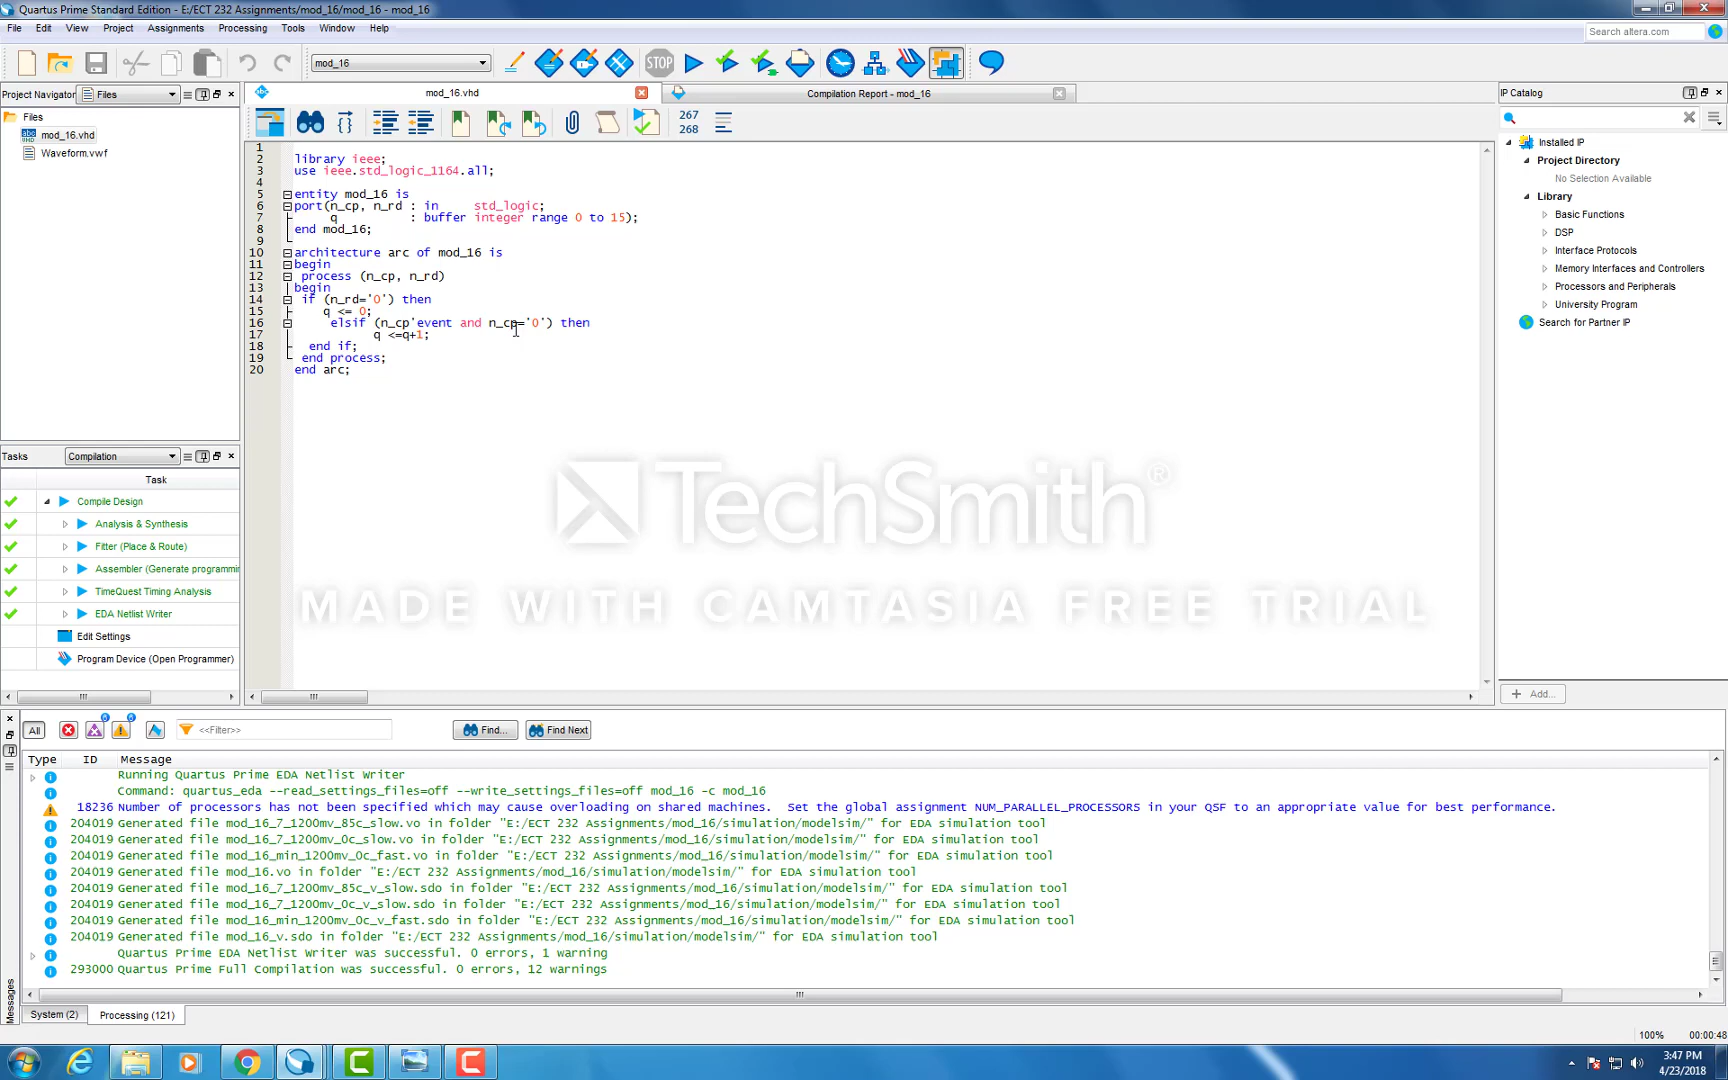 Quartus Prime Standard Edition - E:/ECT 232 Assignments/mod_16/mod_16 - mod_16
File Edit View Project Assignments Processing Tools Window Help
Search altera.com
mod_16
STOP
Project Navigator Files
mod_16.vhd
Compilation Report - mod_16
IP Catalog
Files
mod_16.vhd
Waveform.vwf
267
268
abc
Installed IP
Project Directory
No Selection Available
Library
Basic Functions
DSP
Interface Protocols
Memory Interfaces and Controllers
Processors and Peripherals
University Program
Search for Partner IP
1
2 library ieee;
3 use ieee.std_logic_1164.all;
4
5 entity mod_16 is
6 port(n_cp, n_rd : in std_logic;
7 q : buffer integer range 0 to 15);
8 end mod_16;
9
10 architecture arc of mod_16 is
11 begin
12 process (n_cp, n_rd)
13 begin
14 if (n_rd='0') then
15 q <= 0;
16 elsif (n_cp'event and n_cp='0') then
17 q <=q+1;
18 end if;
19 end process;
20 end arc;
TechSmith®
MADE WITH CAMTASIA FREE TRIAL
Tasks Compilation
Task
Compile Design
Analysis & Synthesis
Fitter (Place & Route)
Assembler (Generate programmin
TimeQuest Timing Analysis
EDA Netlist Writer
Edit Settings
Program Device (Open Programmer)
+ Add...
All
<<Filter>>
Find...
Find Next
Type ID Message
Running Quartus Prime EDA Netlist Writer
Command: quartus_eda --read_settings_files=off --write_settings_files=off mod_16 -c mod_16
18236 Number of processors has not been specified which may cause overloading on shared machines. Set the global assignment NUM_PARALLEL_PROCESSORS in your QSF to an appropriate value for best performance.
204019 Generated file mod_16_7_1200mv_85c_slow.vo in folder "E:/ECT 232 Assignments/mod_16/simulation/modelsim/" for EDA simulation tool
204019 Generated file mod_16_7_1200mv_0c_slow.vo in folder "E:/ECT 232 Assignments/mod_16/simulation/modelsim/" for EDA simulation tool
204019 Generated file mod_16_min_1200mv_0c_fast.vo in folder "E:/ECT 232 Assignments/mod_16/simulation/modelsim/" for EDA simulation tool
204019 Generated file mod_16.vo in folder "E:/ECT 232 Assignments/mod_16/simulation/modelsim/" for EDA simulation tool
204019 Generated file mod_16_7_1200mv_85c_v_slow.sdo in folder "E:/ECT 232 Assignments/mod_16/simulation/modelsim/" for EDA simulation tool
204019 Generated file mod_16_7_1200mv_0c_v_slow.sdo in folder "E:/ECT 232 Assignments/mod_16/simulation/modelsim/" for EDA simulation tool
204019 Generated file mod_16_min_1200mv_0c_v_fast.sdo in folder "E:/ECT 232 Assignments/mod_16/simulation/modelsim/" for EDA simulation tool
204019 Generated file mod_16_v.sdo in folder "E:/ECT 232 Assignments/mod_16/simulation/modelsim/" for EDA simulation tool
Quartus Prime EDA Netlist Writer was successful. 0 errors, 1 warning
293000 Quartus Prime Full Compilation was successful. 0 errors, 12 warnings
Messages
System (2) Processing (121)
100% 00:00:48
3:47 PM
4/23/2018